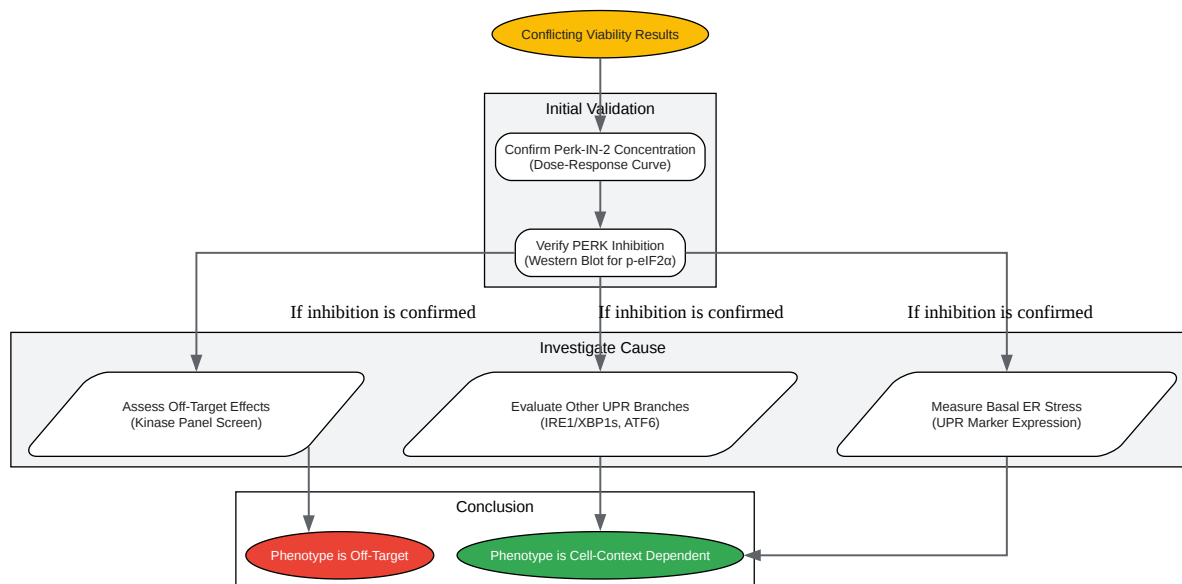 Conflicting Viability Results
Initial Validation
Confirm Perk-IN-2 Concentration
(Dose-Response Curve)
Verify PERK Inhibition
(Western Blot for p-eIF2α)
If inhibition is confirmed
If inhibition is confirmed
If inhibition is confirmed
Investigate Cause
Assess Off-Target Effects
(Kinase Panel Screen)
Evaluate Other UPR Branches
(IRE1/XBP1s, ATF6)
Measure Basal ER Stress
(UPR Marker Expression)
Conclusion
Phenotype is Off-Target
Phenotype is Cell-Context Dependent